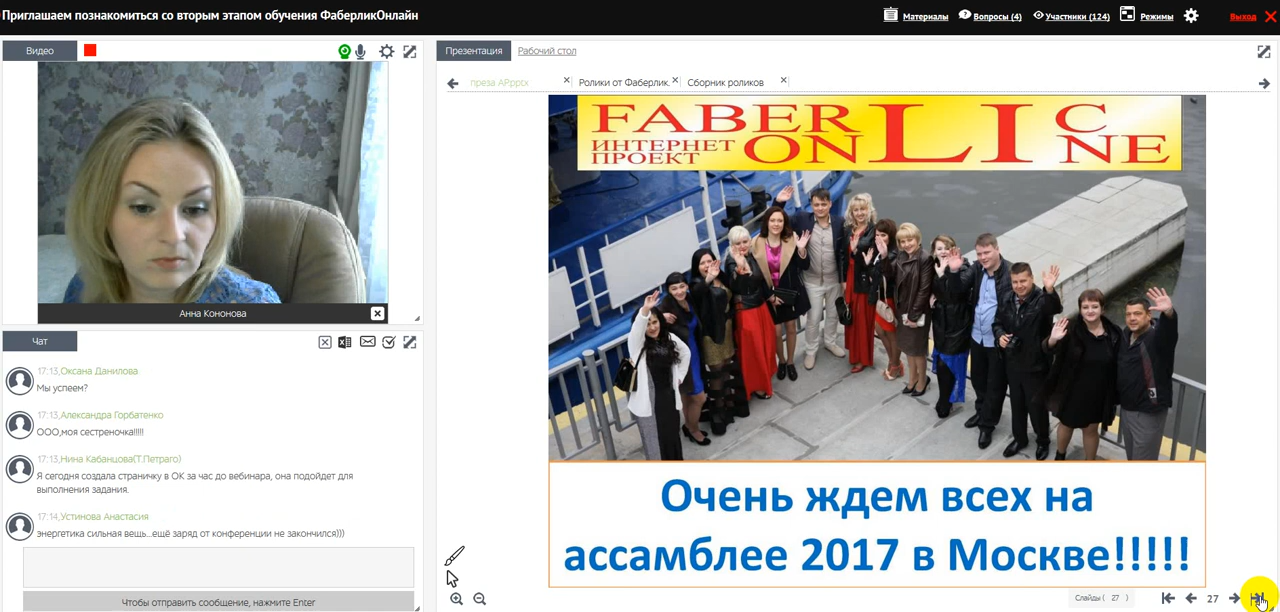 Приглашаем познакомиться со вторым этапом обучения ФаберликОнлайн
Материалы
Вопросы (4)
Участники (124)
Режимы
Выход
Видео
Анна Кононова
Чат
17:13,Оксана Данилова
Мы успеем?
17:13,Александра Горбатенко
ООО,моя сестреночка!!!!!
17:13,Нина Кабанцова(Т.Петраго)
Я сегодня создала страничку в ОК за час до вебинара, она подойдет для
выполнения задания.
17:14,Устинова Анастасия
энергетика сильная вещь...ещё заряд от конференции не закончился)))
Чтобы отправить сообщение, нажмите Enter
Презентация
Рабочий стол
преза АРpptx
Ролики от Фаберлик.
Сборник роликов
FABERLIC
ИНТЕРНЕТ
ПРОЕКТ
ONLINE
Очень ждем всех на
ассамблее 2017 в Москве!!!!!
Слайды ( 27 )
27